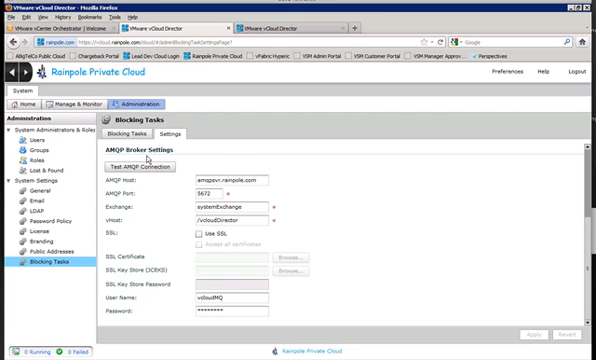 VMware vCloud Director - Mozilla Firefox
File Edit View History Bookmarks Tools Help
VMware vCenter Orchestrator | Welcome
VMware vCloud Director
VMware vCloud Director
rainpole.com
https://vcloud.rainpole.com/cloud/#/adminBlockingTaskSettingsPage?
Google
ABigTelCo Public Cloud
Chargeback Portal
Lead Dev Cloud Login
Rainpole Private Cloud
vFabric Hyperic
VSM Admin Portal
VSM Customer Portal
VSM Manager Approv...
Perspectives
Rainpole Private Cloud
Preferences Help Logout
System
Home Manage & Monitor Administration
Administration
System Administrators & Roles
Users
Groups
Roles
Lost & Found
System Settings
General
Email
LDAP
Password Policy
License
Branding
Public Addresses
Blocking Tasks
Blocking Tasks
Blocking Tasks Settings
AMQP Broker Settings
Test AMQP Connection
AMQP Host: amqpsvr.rainpole.com
AMQP Port: 5672 *
Exchange: systemExchange *
vHost: /vcloudDirector *
SSL: Use SSL
Accept all certificates
SSL Certificate Browse...
SSL Key Store (JCEKS) Browse...
SSL Key Store Password
User Name: vcloudMQ
Password: ********
Apply Revert
0 Running 0 Failed
Rainpole Private Cloud